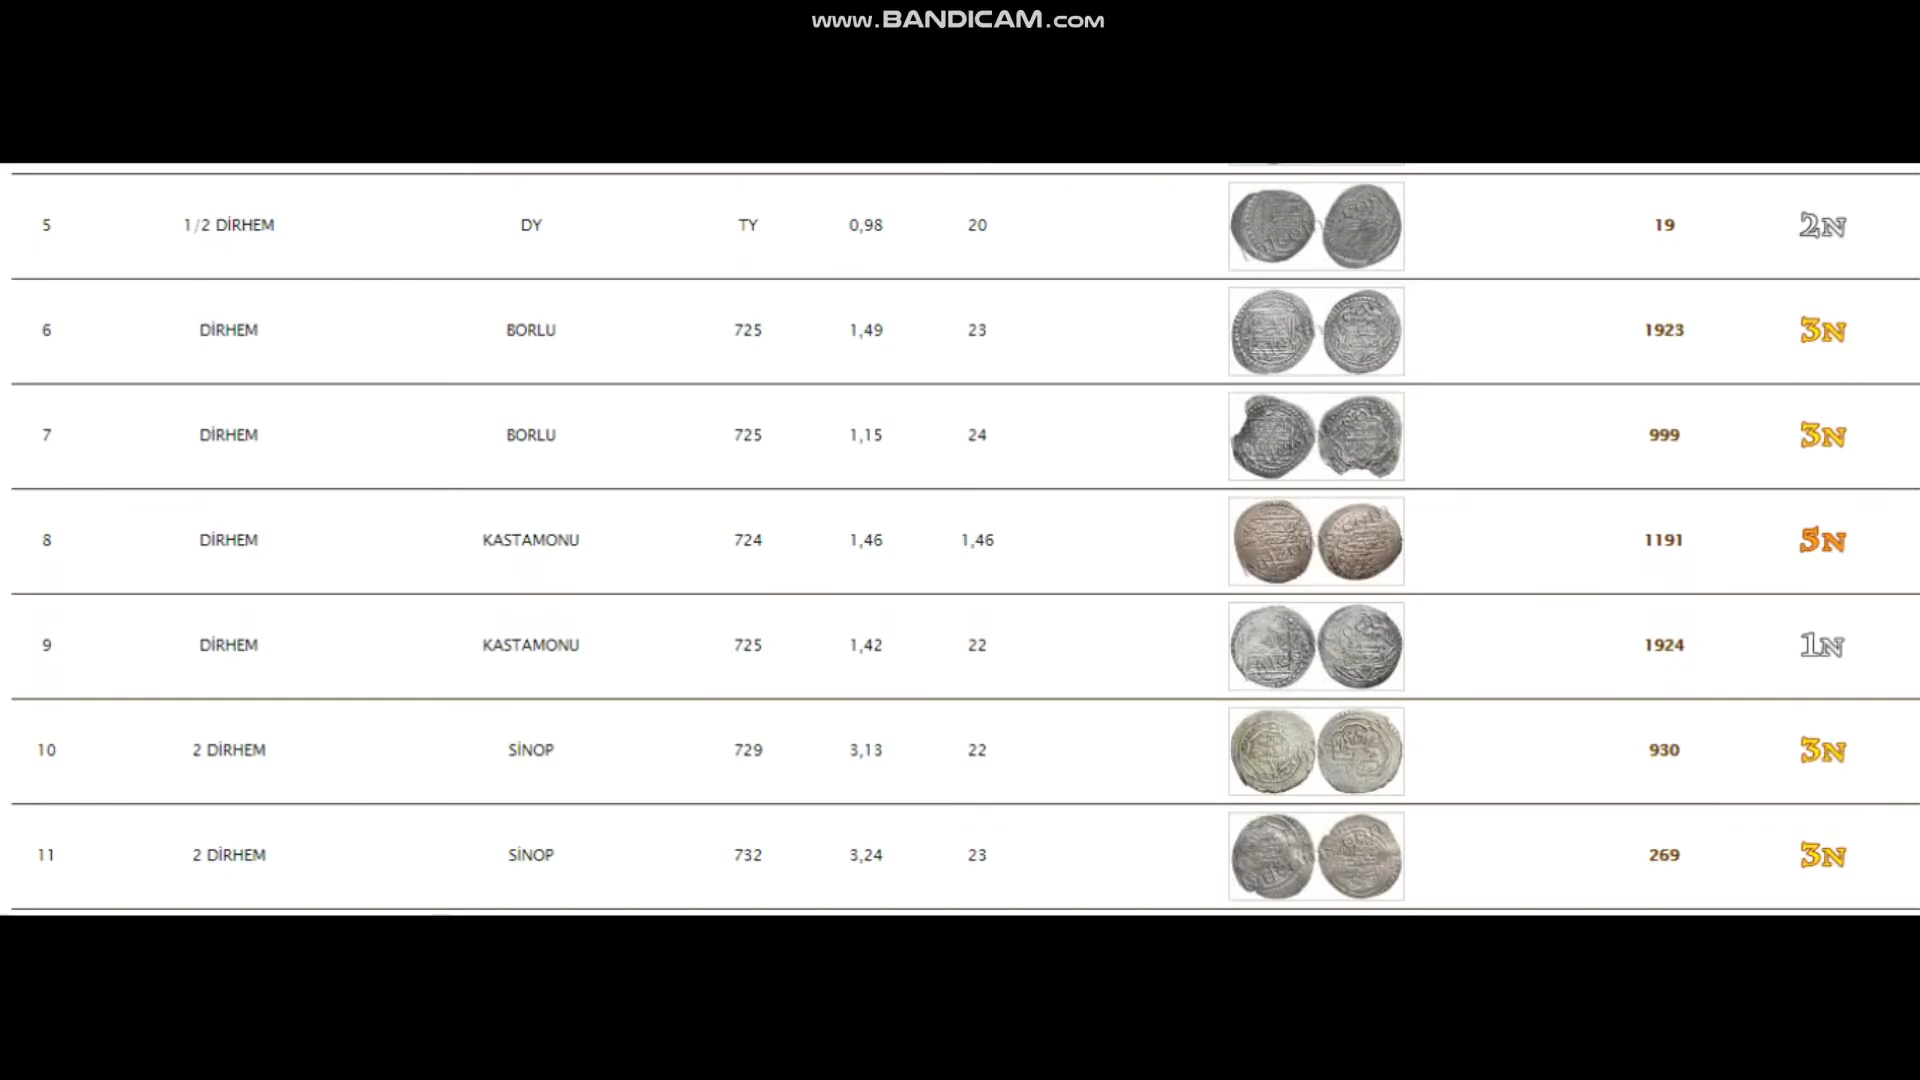 www.BANDICAM.com
5 1/2 DİRHEM DY TY 0,98 20 19 2N
6 DİRHEM BORLU 725 1,49 23 1923 3N
7 DİRHEM BORLU 725 1,15 24 999 3N
8 DİRHEM KASTAMONU 724 1,46 1,46 1191 5N
9 DİRHEM KASTAMONU 725 1,42 22 1924 1N
10 2 DİRHEM SİNOP 729 3,13 22 930 3N
11 2 DİRHEM SİNOP 732 3,24 23 269 3N